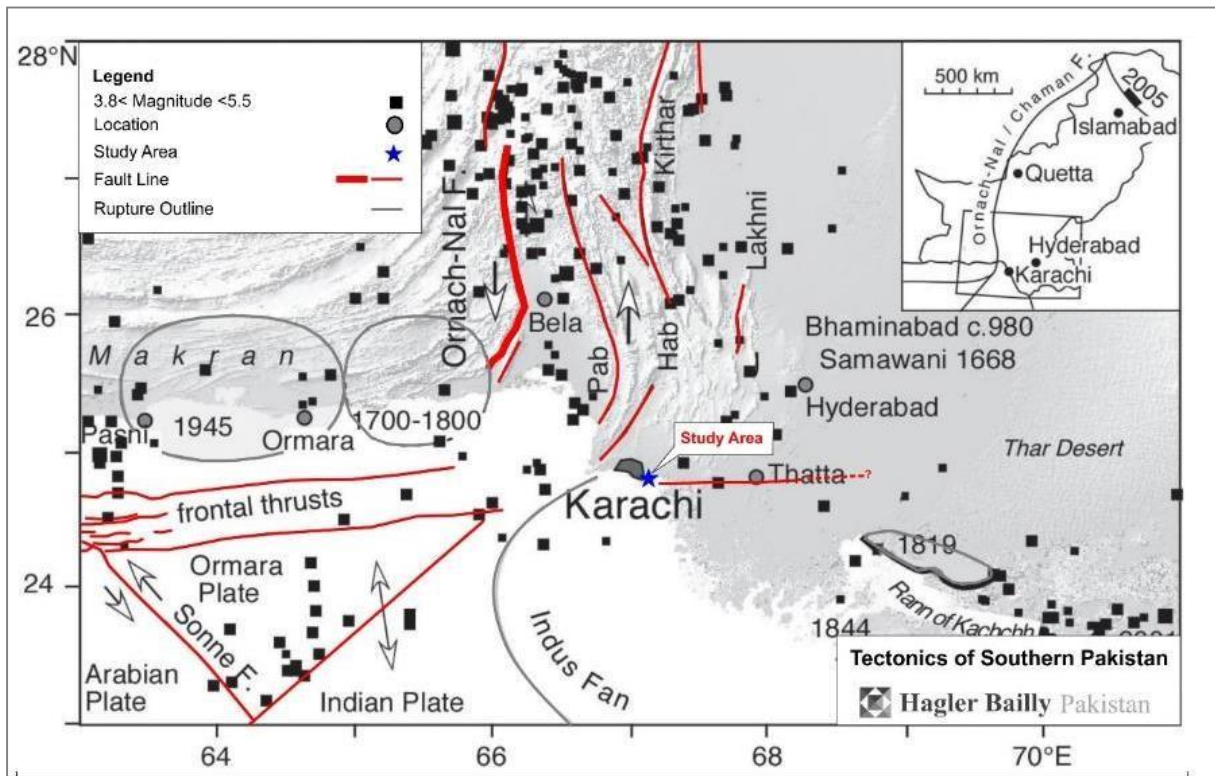 28°N
Legend
3.8< Magnitude <5.5
Location
Study Area
Fault Line
Rupture Outline
500 km
Ornach-Nal / Chaman F.
2005
Islamabad
Quetta
Hyderabad
Karachi
Ornach-Nal F.
Kirthar
Lakhni
26
Bela
Pab
Hab
Bhaminabad c.980
Samawani 1668
Hyderabad
Makran
1945
1700-1800
Pasni
Ormara
Study Area
Thar Desert
Thatta
?
frontal thrusts
Karachi
1819
24
Ormara
Plate
Sonne F.
Indus Fan
Rann of Kachchh
1844
Arabian
Plate
Indian Plate
Tectonics of Southern Pakistan
Hagler Bailly Pakistan
64
66
68
70°E